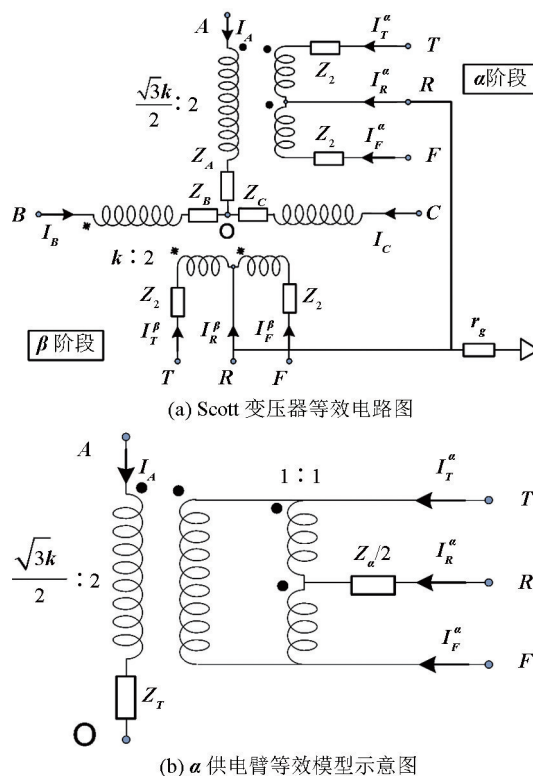 A
I_A
I_T^α
T
Z_2
I_R^α
R
α阶段
√3k/2 : 2
Z_2
I_F^α
F
Z_A
B
Z_B
Z_C
C
I_B
O
I_C
k : 2
Z_2
Z_2
I_T^β
I_R^β
I_F^β
r_g
β阶段
T
R
F
(a) Scott 变压器等效电路图
A
I_A
1 : 1
I_T^α
T
√3k/2 : 2
Z_α/2
I_R^α
R
I_F^α
F
Z_T
O
(b) α 供电臂等效模型示意图